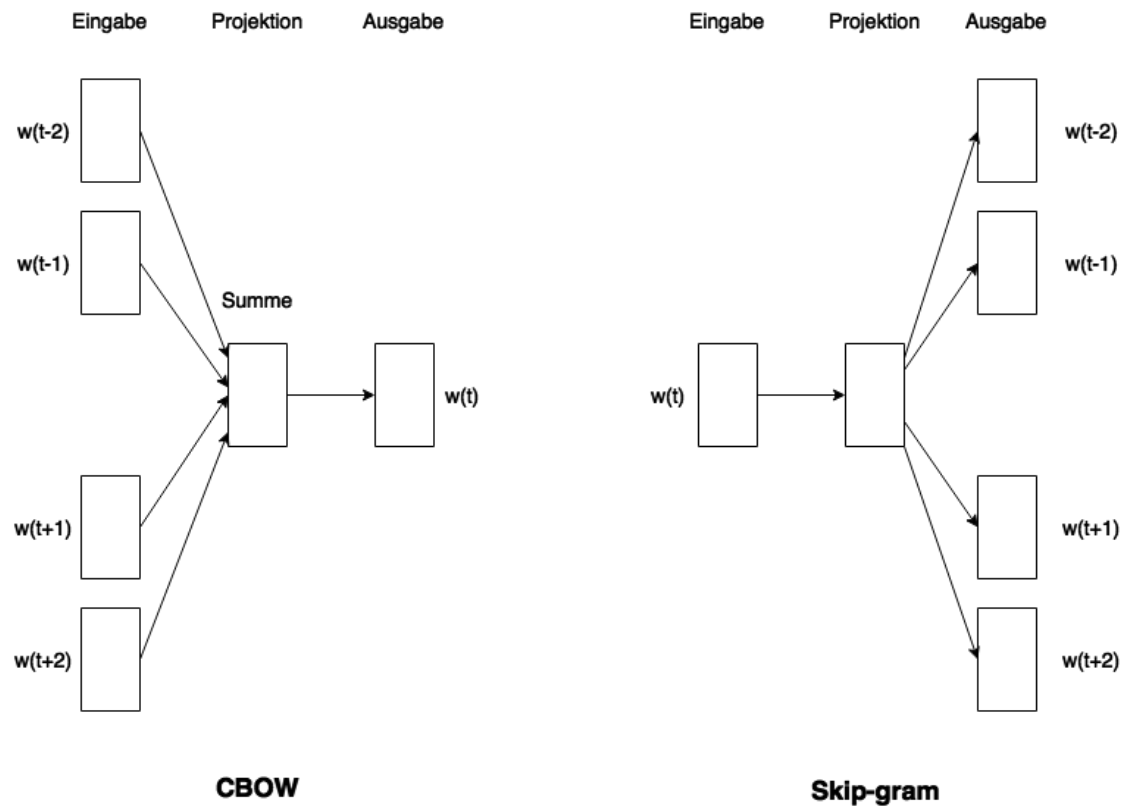 Eingabe Projektion Ausgabe
w(t-2)
w(t-1)
Summe
w(t)
w(t+1)
w(t+2)
CBOW
Eingabe Projektion Ausgabe
w(t-2)
w(t-1)
w(t)
w(t+1)
w(t+2)
Skip-gram